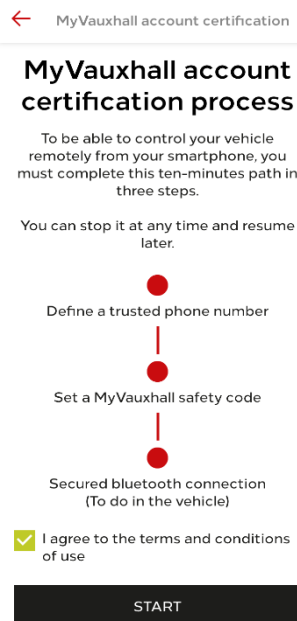 MyVauxhall account certification
MyVauxhall account
certification process
To be able to control your vehicle
remotely from your smartphone, you
must complete this ten-minutes path in
three steps.
You can stop it at any time and resume
later.
Define a trusted phone number
Set a MyVauxhall safety code
Secured bluetooth connection
(To do in the vehicle)
I agree to the terms and conditions
of use
START